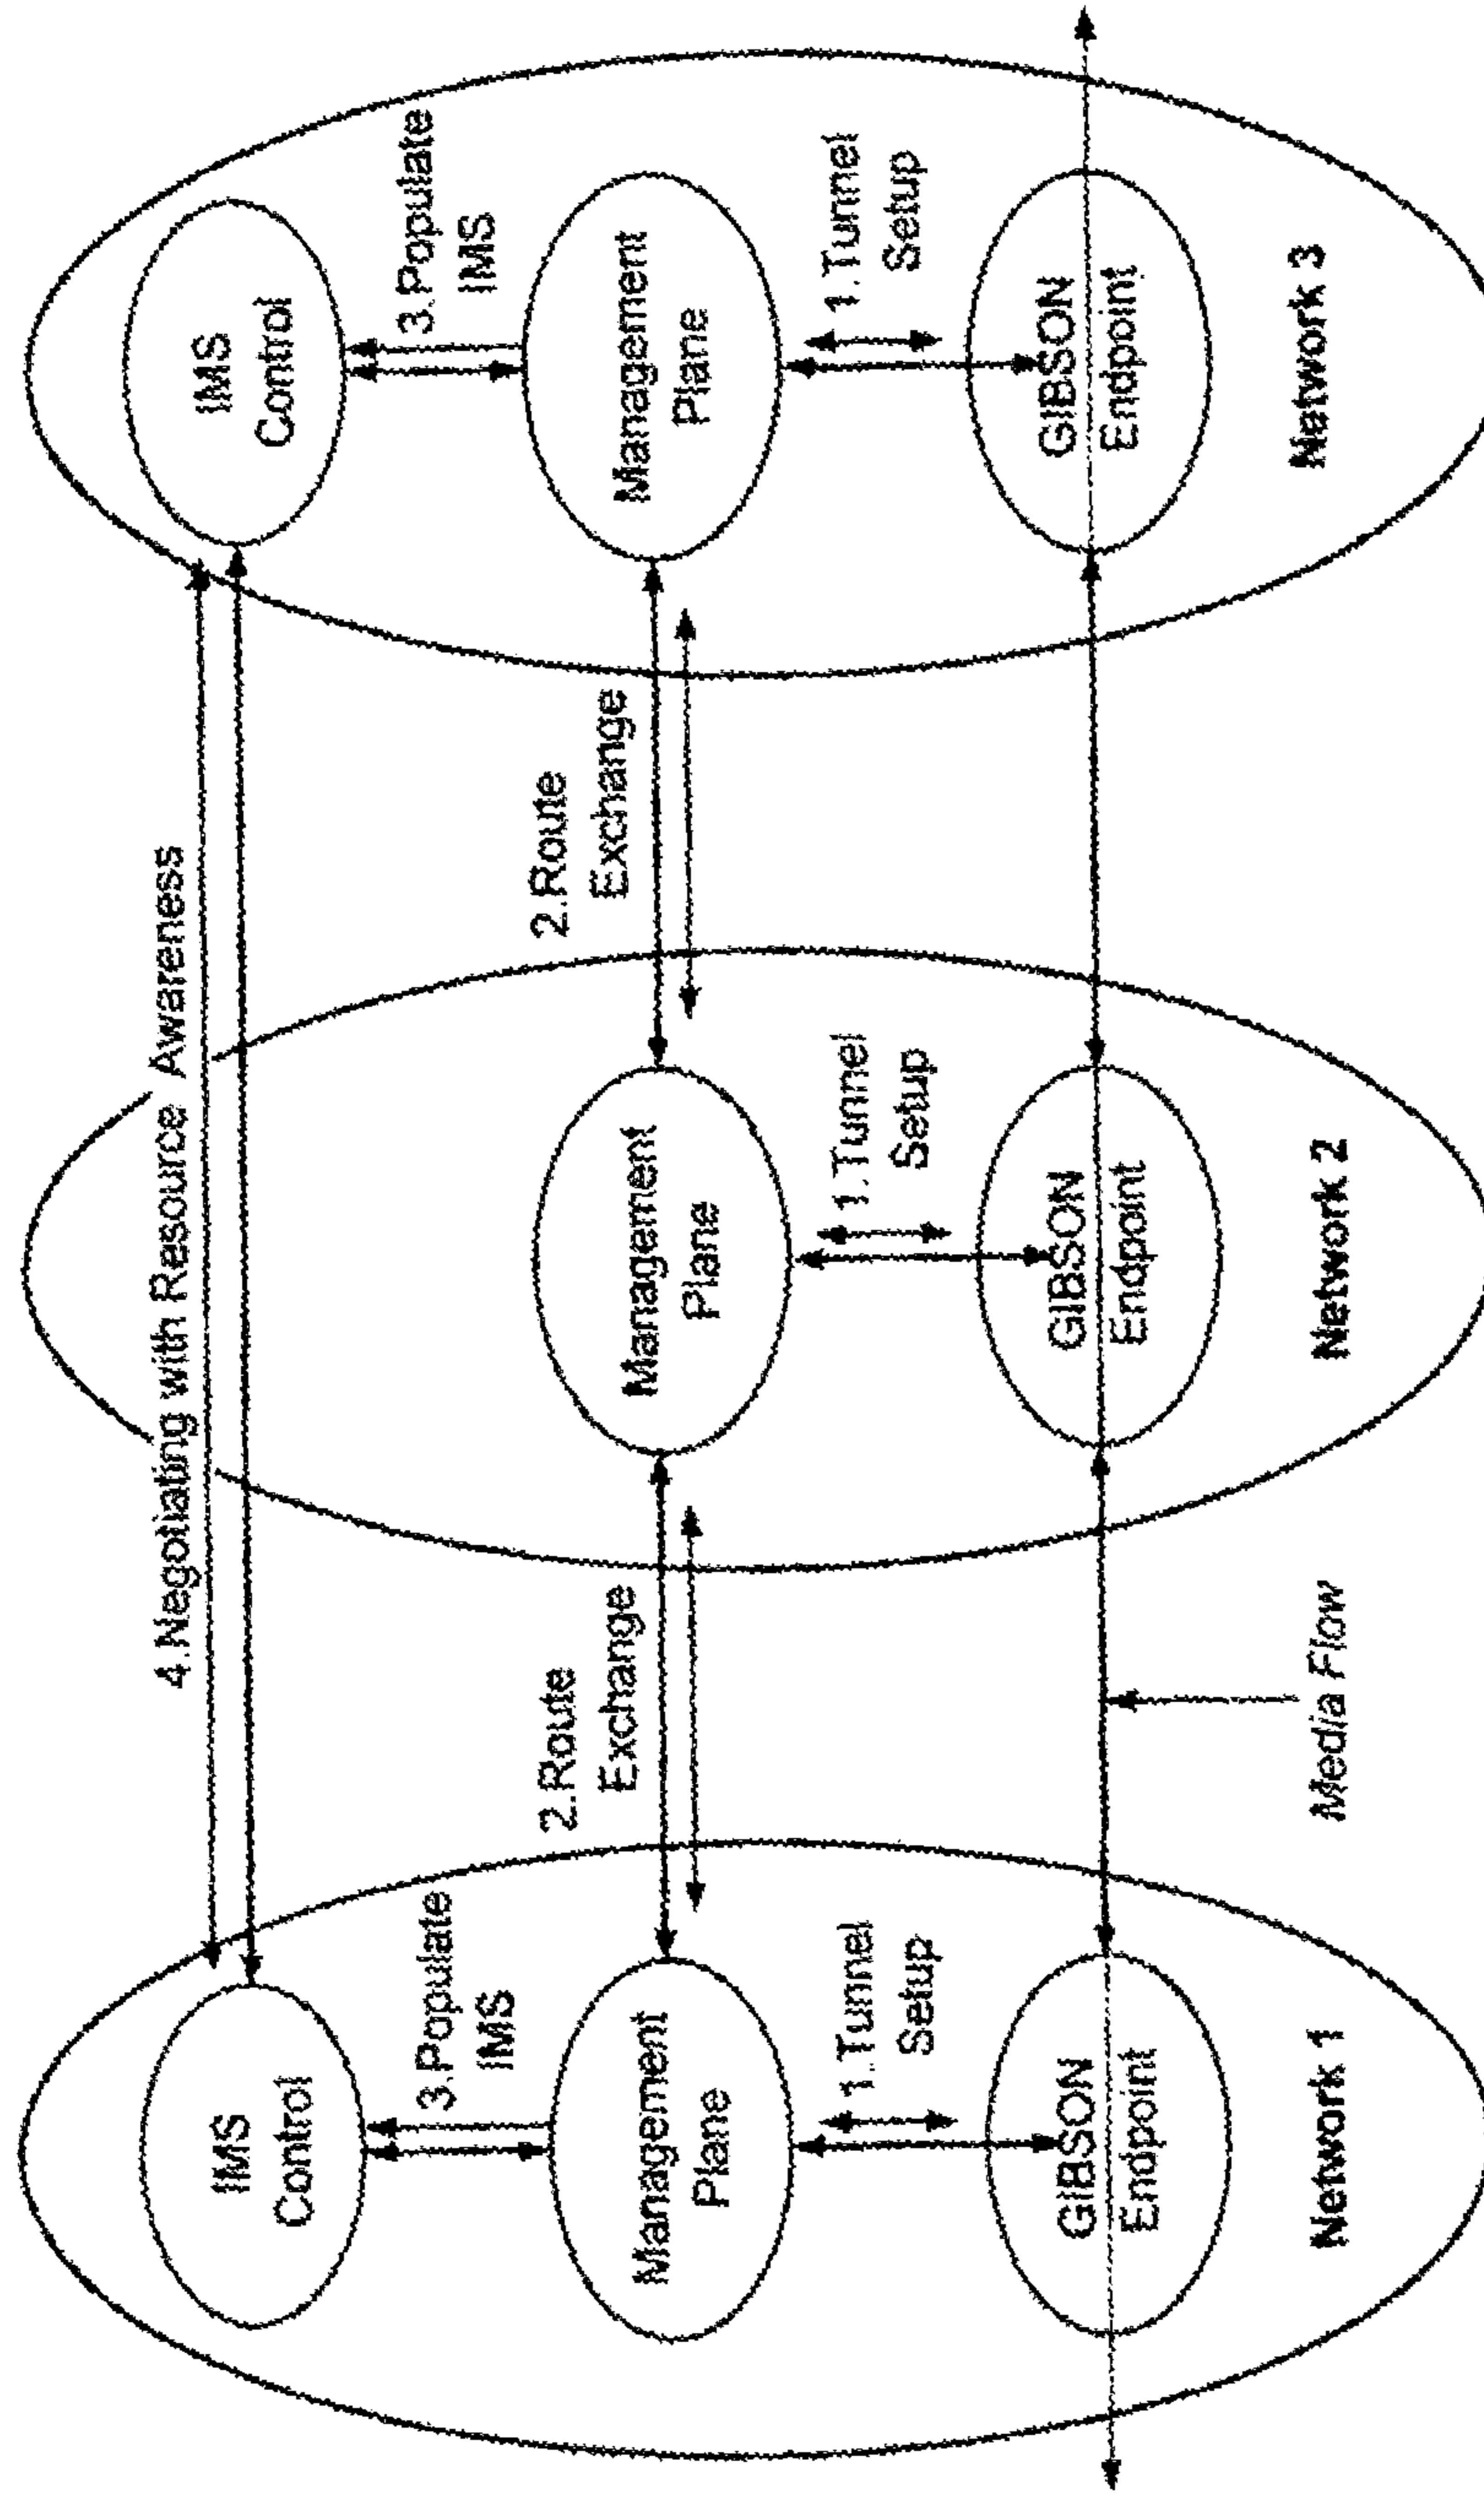 4.Negotiating with Resource Awareness
IMS
Control
IMS
Control
3.Populate
IMS
3.Populate
IMS
2.Route
Exchange
2.Route
Exchange
Management
Plane
Management
Plane
Management
Plane
1.Tunnel
Setup
1.Tunnel
Setup
1.Tunnel
Setup
GIBSON
Endpoint
GIBSON
Endpoint
GIBSON
Endpoint
Network 1
Media Flow
Network 2
Network 3